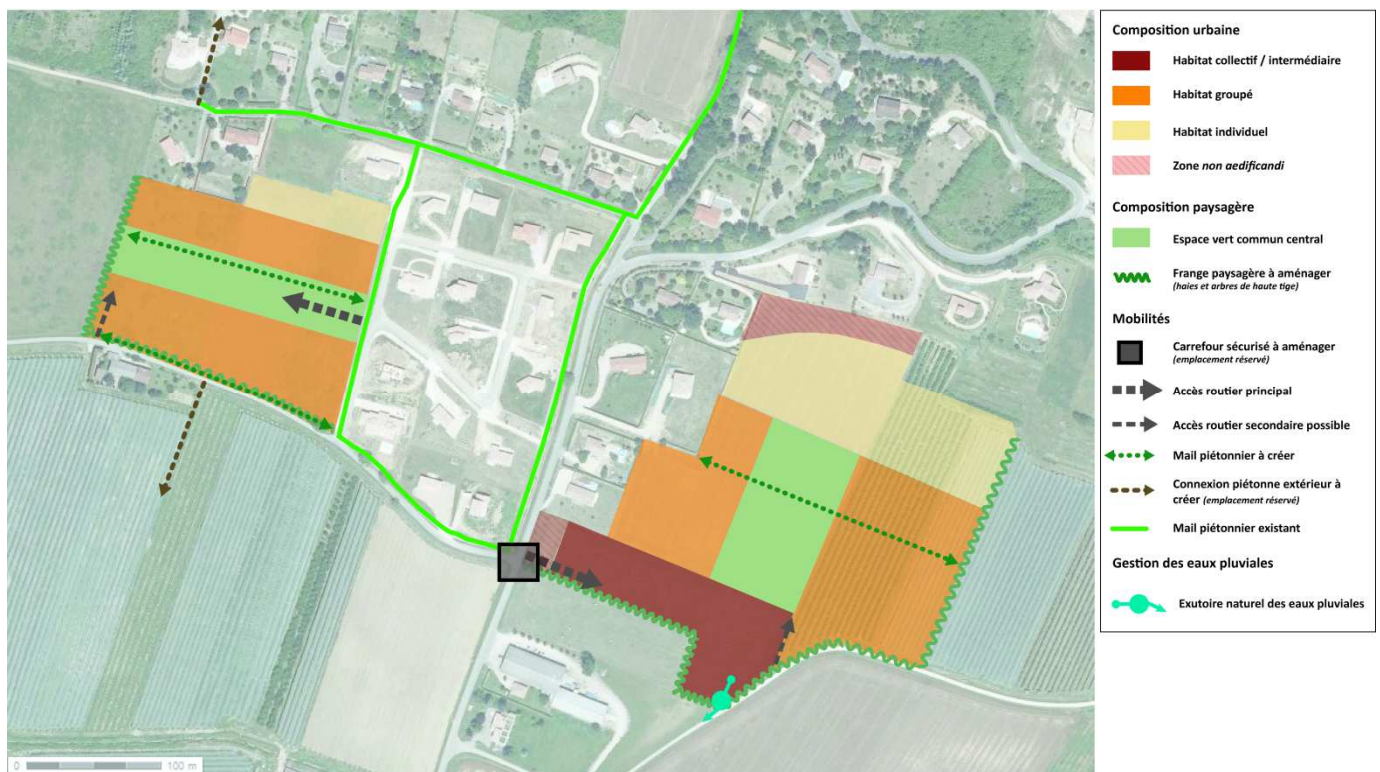 Composition urbaine
Habitat collectif / intermédiaire
Habitat groupé
Habitat individuel
Zone non aedificandi
Composition paysagère
Espace vert commun central
Frange paysagère à aménager
(haies et arbres de haute tige)
Mobilités
Carrefour sécurisé à aménager
(emplacement réservé)
Accès routier principal
Accès routier secondaire possible
Mail piétonnier à créer
Connexion piétonne extérieur à
créer (emplacement réservé)
Mail piétonnier existant
Gestion des eaux pluviales
Exutoire naturel des eaux pluviales
0 100 m